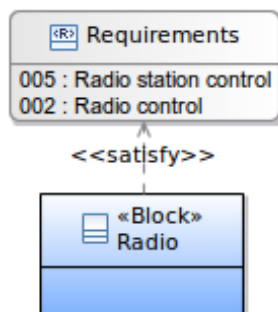 <R> Requirements
005 : Radio station control
002 : Radio control
<<satisfy>>
«Block»
Radio